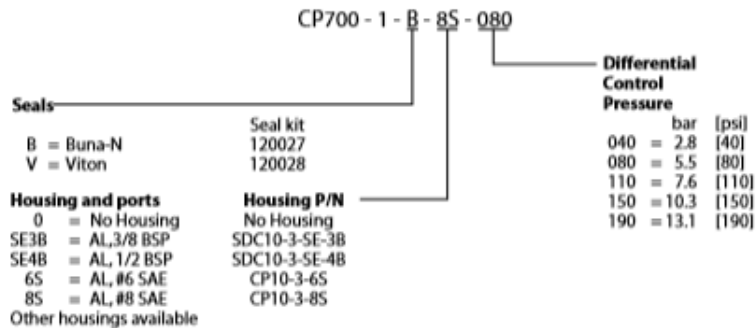 CP700 - 1 - B - 8S - 080
Differential
Control
Pressure
bar [psi]
040 = 2.8 [40]
080 = 5.5 [80]
110 = 7.6 [110]
150 =10.3 [150]
190 =13.1 [190]
Seals
Seal kit
B = Buna-N 120027
V = Viton 120028
Housing and ports Housing P/N
0 = No Housing No Housing
SE3B = AL,3/8 BSP SDC10-3-SE-3B
SE4B = AL, 1/2 BSP SDC10-3-SE-4B
6S = AL, #6 SAE CP10-3-6S
8S = AL, #8 SAE CP10-3-8S
Other housings available